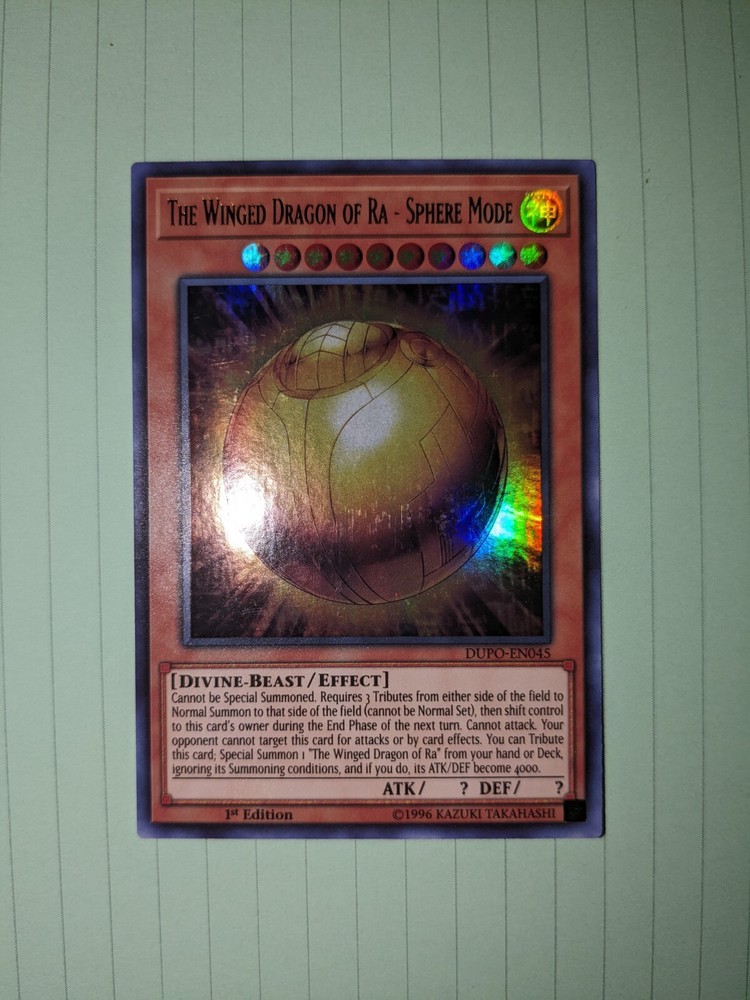 The Winged Dragon of Ra - Sphere Mode
神
DUPO-EN045
[Divine-Beast/Effect]
Cannot be Special Summoned. Requires 3 Tributes from either side of the field to
Normal Summon to that side of the field (cannot be Normal Set), then shift control
to this card's owner during the End Phase of the next turn. Cannot attack. Your
opponent cannot target this card for attacks or by card effects. You can Tribute
this card; Special Summon 1 "The Winged Dragon of Ra" from your hand or Deck,
ignoring its Summoning conditions, and if you do, its ATK/DEF become 4000.
ATK/ ? DEF/ ?
1st Edition ©1996 KAZUKI TAKAHASHI